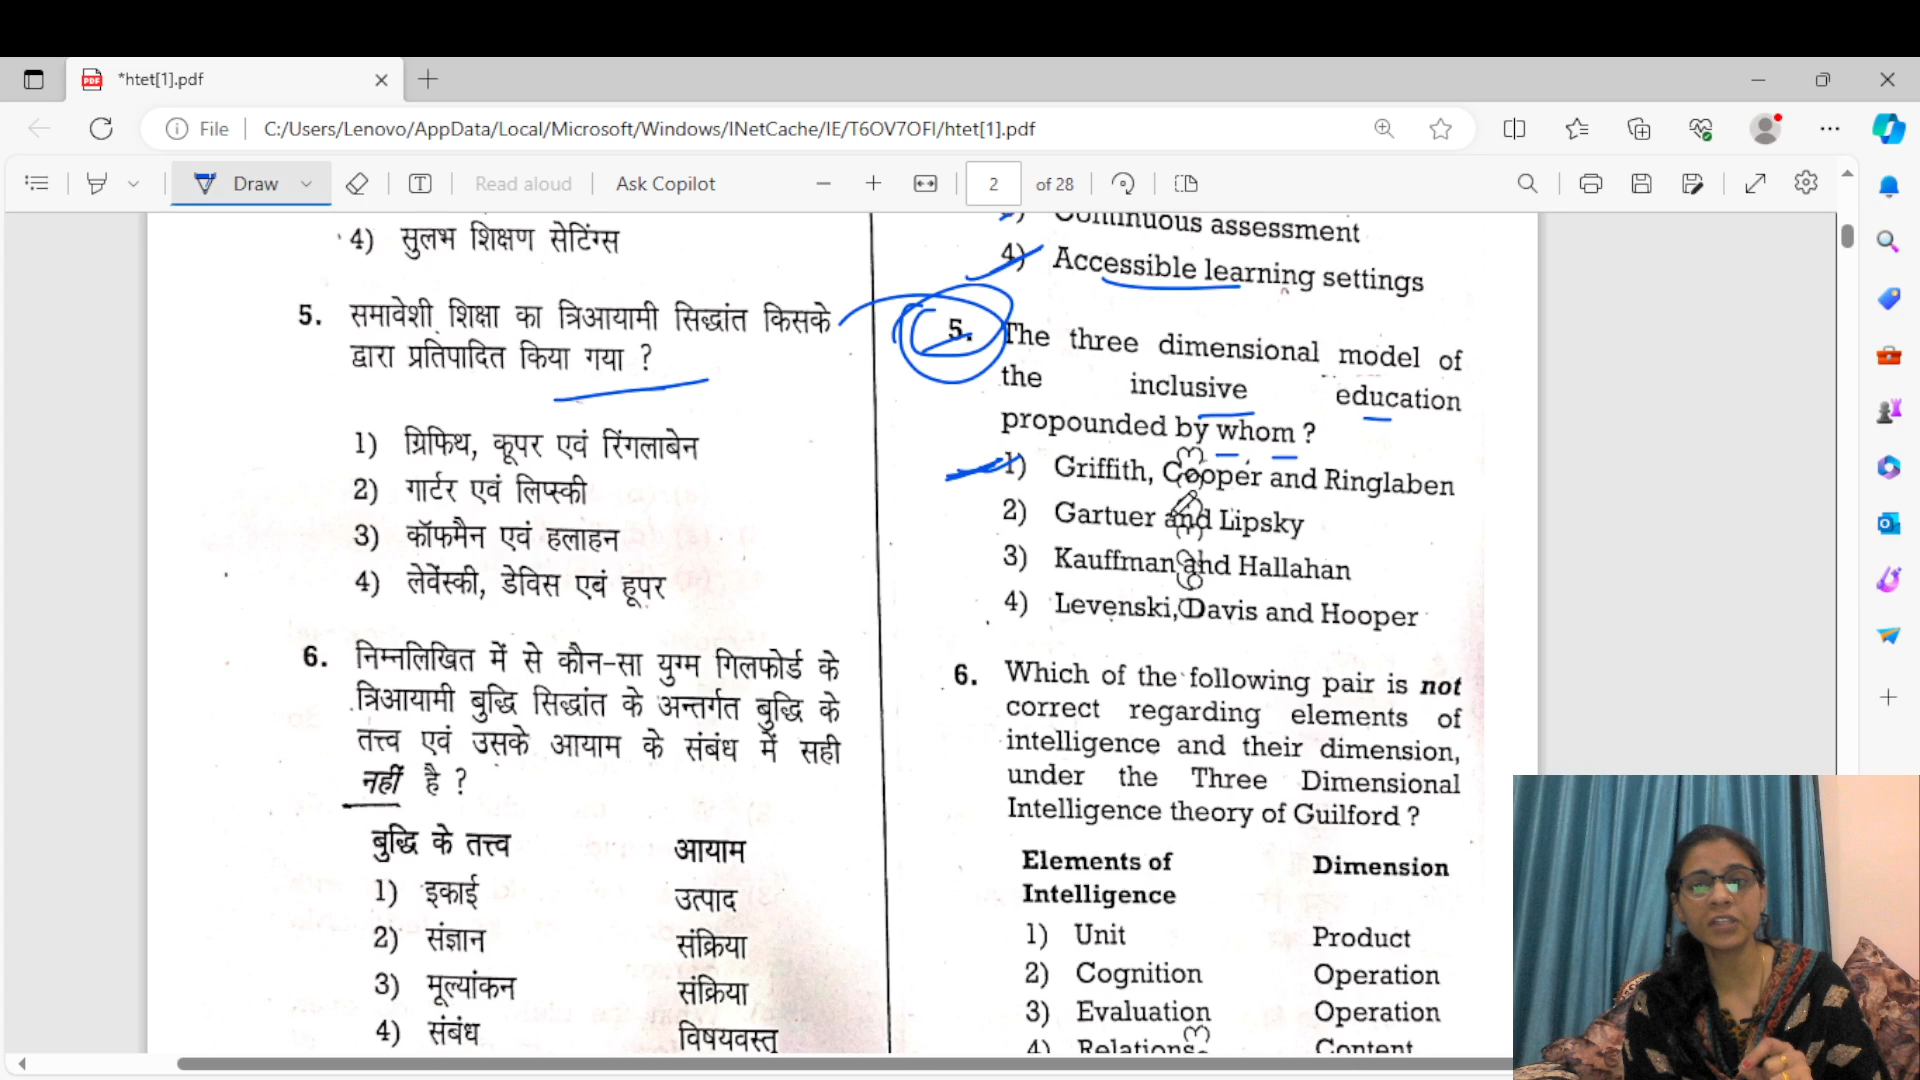 *htet[1].pdf
File
C:/Users/Lenovo/AppData/Local/Microsoft/Windows/INetCache/IE/T6OV7OFI/htet[1].pdf
Draw
Read aloud
Ask Copilot
2 of 28
4) सुलभ शिक्षण सेटिंग्स
5. समावेशी शिक्षा का त्रिआयामी सिद्धांत किसके
द्वारा प्रतिपादित किया गया ?
1) ग्रिफिथ, कूपर एवं रिंगलाबेन
2) गार्टर एवं लिप्स्की
3) कॉफमैन एवं हलाहन
4) लेवेंस्की, डेविस एवं हूपर
6. निम्नलिखित में से कौन-सा युग्म गिलफोर्ड के
त्रिआयामी बुद्धि सिद्धांत के अन्तर्गत बुद्धि के
तत्त्व एवं उसके आयाम के संबंध में सही
नहीं है ?
बुद्धि के तत्त्व आयाम
1) इकाई उत्पाद
2) संज्ञान संक्रिया
3) मूल्यांकन संक्रिया
4) संबंध विषयवस्तु
Continuous assessment
4) Accessible learning settings
5. The three dimensional model of
the inclusive education
propounded by whom ?
1) Griffith, Cooper and Ringlaben
2) Gartuer and Lipsky
3) Kauffman and Hallahan
4) Levenski, Davis and Hooper
6. Which of the following pair is not
correct regarding elements of
intelligence and their dimension,
under the Three Dimensional
Intelligence theory of Guilford ?
Elements of Dimension
Intelligence
1) Unit Product
2) Cognition Operation
3) Evaluation Operation
4) Relations Content